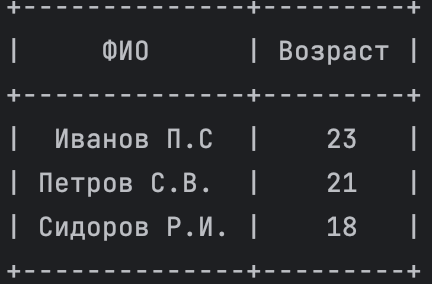 +--------------+---------+
|     ФИО      | Возраст |
+--------------+---------+
|  Иванов П.С  |    23   |
| Петров С.В.  |    21   |
| Сидоров Р.И. |    18   |
+--------------+---------+